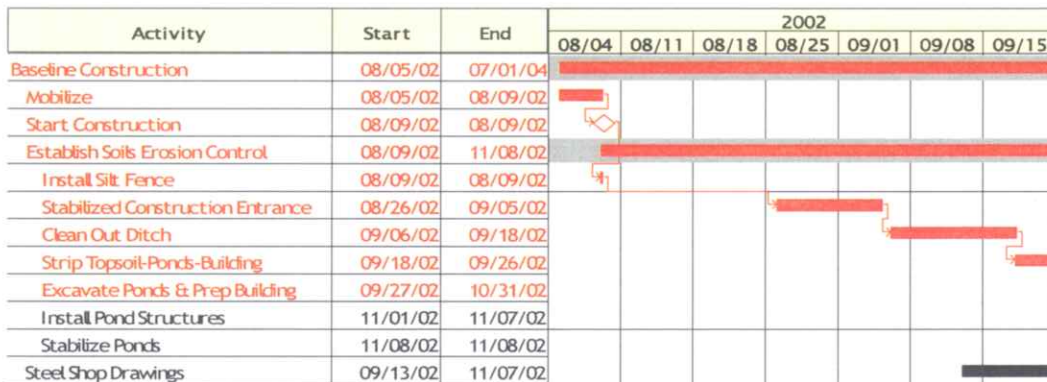 Activity Start End 2002
08/04 08/11 08/18 08/25 09/01 09/08 09/15
Baseline Construction 08/05/02 07/01/04
Mobilize 08/05/02 08/09/02
Start Construction 08/09/02 08/09/02
Establish Soils Erosion Control 08/09/02 11/08/02
Install Silt Fence 08/09/02 08/09/02
Stabilized Construction Entrance 08/26/02 09/05/02
Clean Out Ditch 09/06/02 09/18/02
Strip Topsoil-Ponds-Building 09/18/02 09/26/02
Excavate Ponds & Prep Building 09/27/02 10/31/02
Install Pond Structures 11/01/02 11/07/02
Stabilize Ponds 11/08/02 11/08/02
Steel Shop Drawings 09/13/02 11/07/02